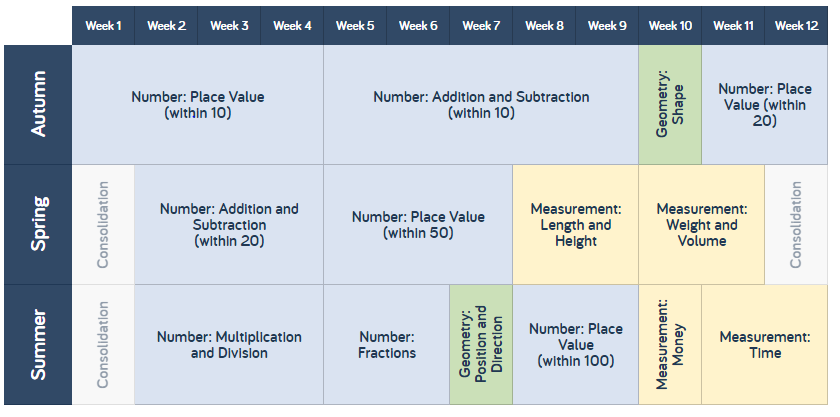 Week 1 Week 2 Week 3 Week 4 Week 5 Week 6 Week 7 Week 8 Week 9 Week 10 Week 11 Week 12
Autumn
Number: Place Value
(within 10)
Number: Addition and Subtraction
(within 10)
Geometry:
Shape
Number: Place
Value (within
20)
Spring
Consolidation
Number: Addition and
Subtraction
(within 20)
Number: Place Value
(within 50)
Measurement:
Length and
Height
Measurement:
Weight and
Volume
Consolidation
Summer
Consolidation
Number: Multiplication
and Division
Number:
Fractions
Geometry:
Position and
Direction
Number: Place
Value
(within 100)
Measurement:
Money
Measurement:
Time